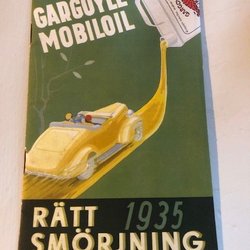 GARGOYLE
MOBILOIL
RÄTT 1935
SMÖRJNING